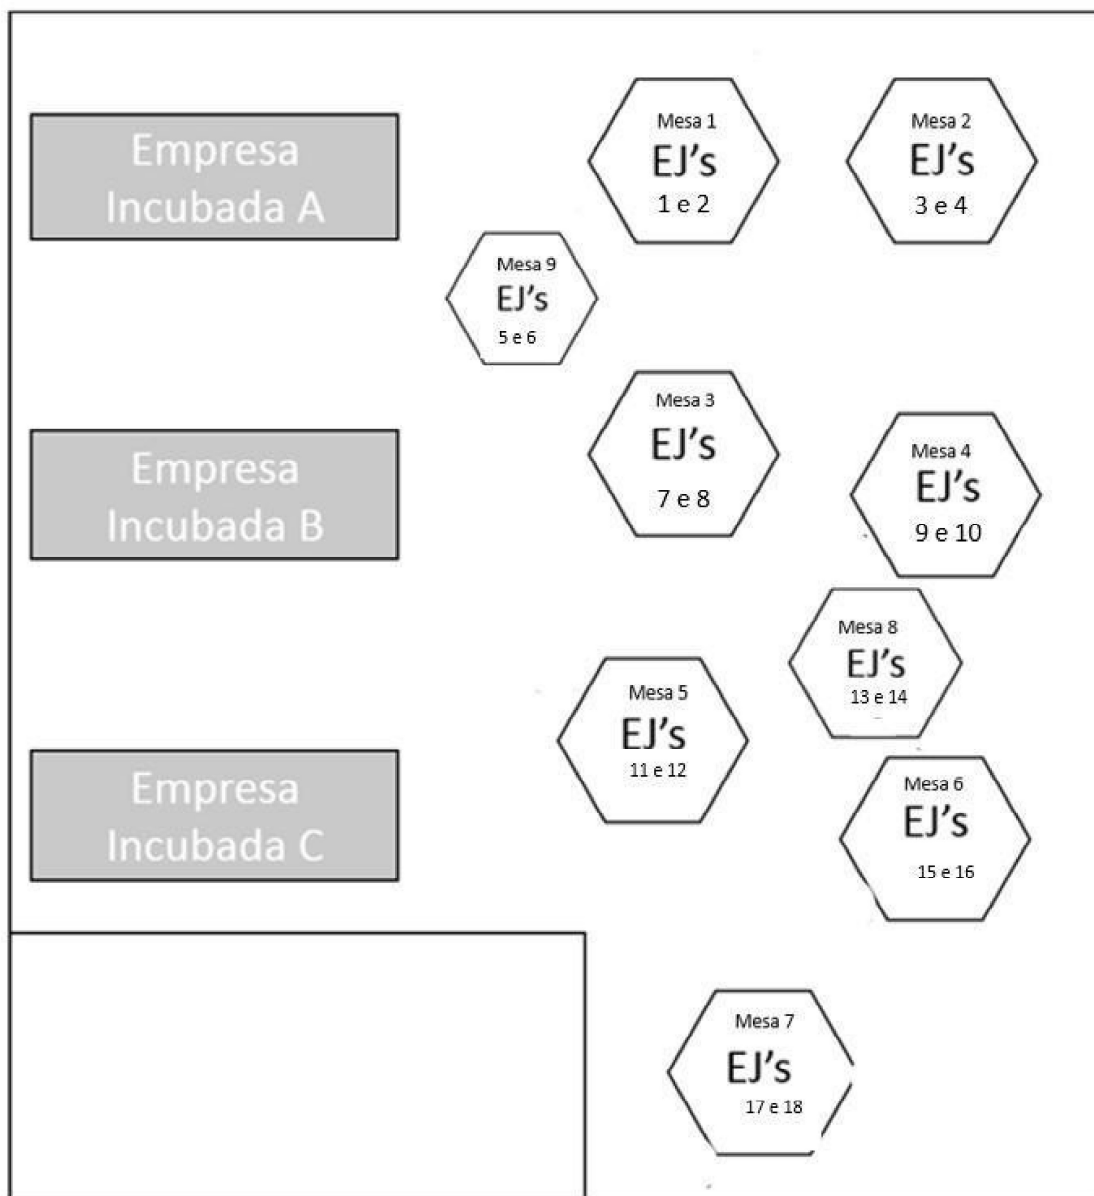 Empresa
Incubada A
Mesa 1
EJ's
1 e 2
Mesa 2
EJ's
3 e 4
Mesa 9
EJ's
5 e 6
Empresa
Incubada B
Mesa 3
EJ's
7 e 8
Mesa 4
EJ's
9 e 10
Mesa 8
EJ's
13 e 14
Mesa 5
EJ's
11 e 12
Empresa
Incubada C
Mesa 6
EJ's
15 e 16
Mesa 7
EJ's
17 e 18